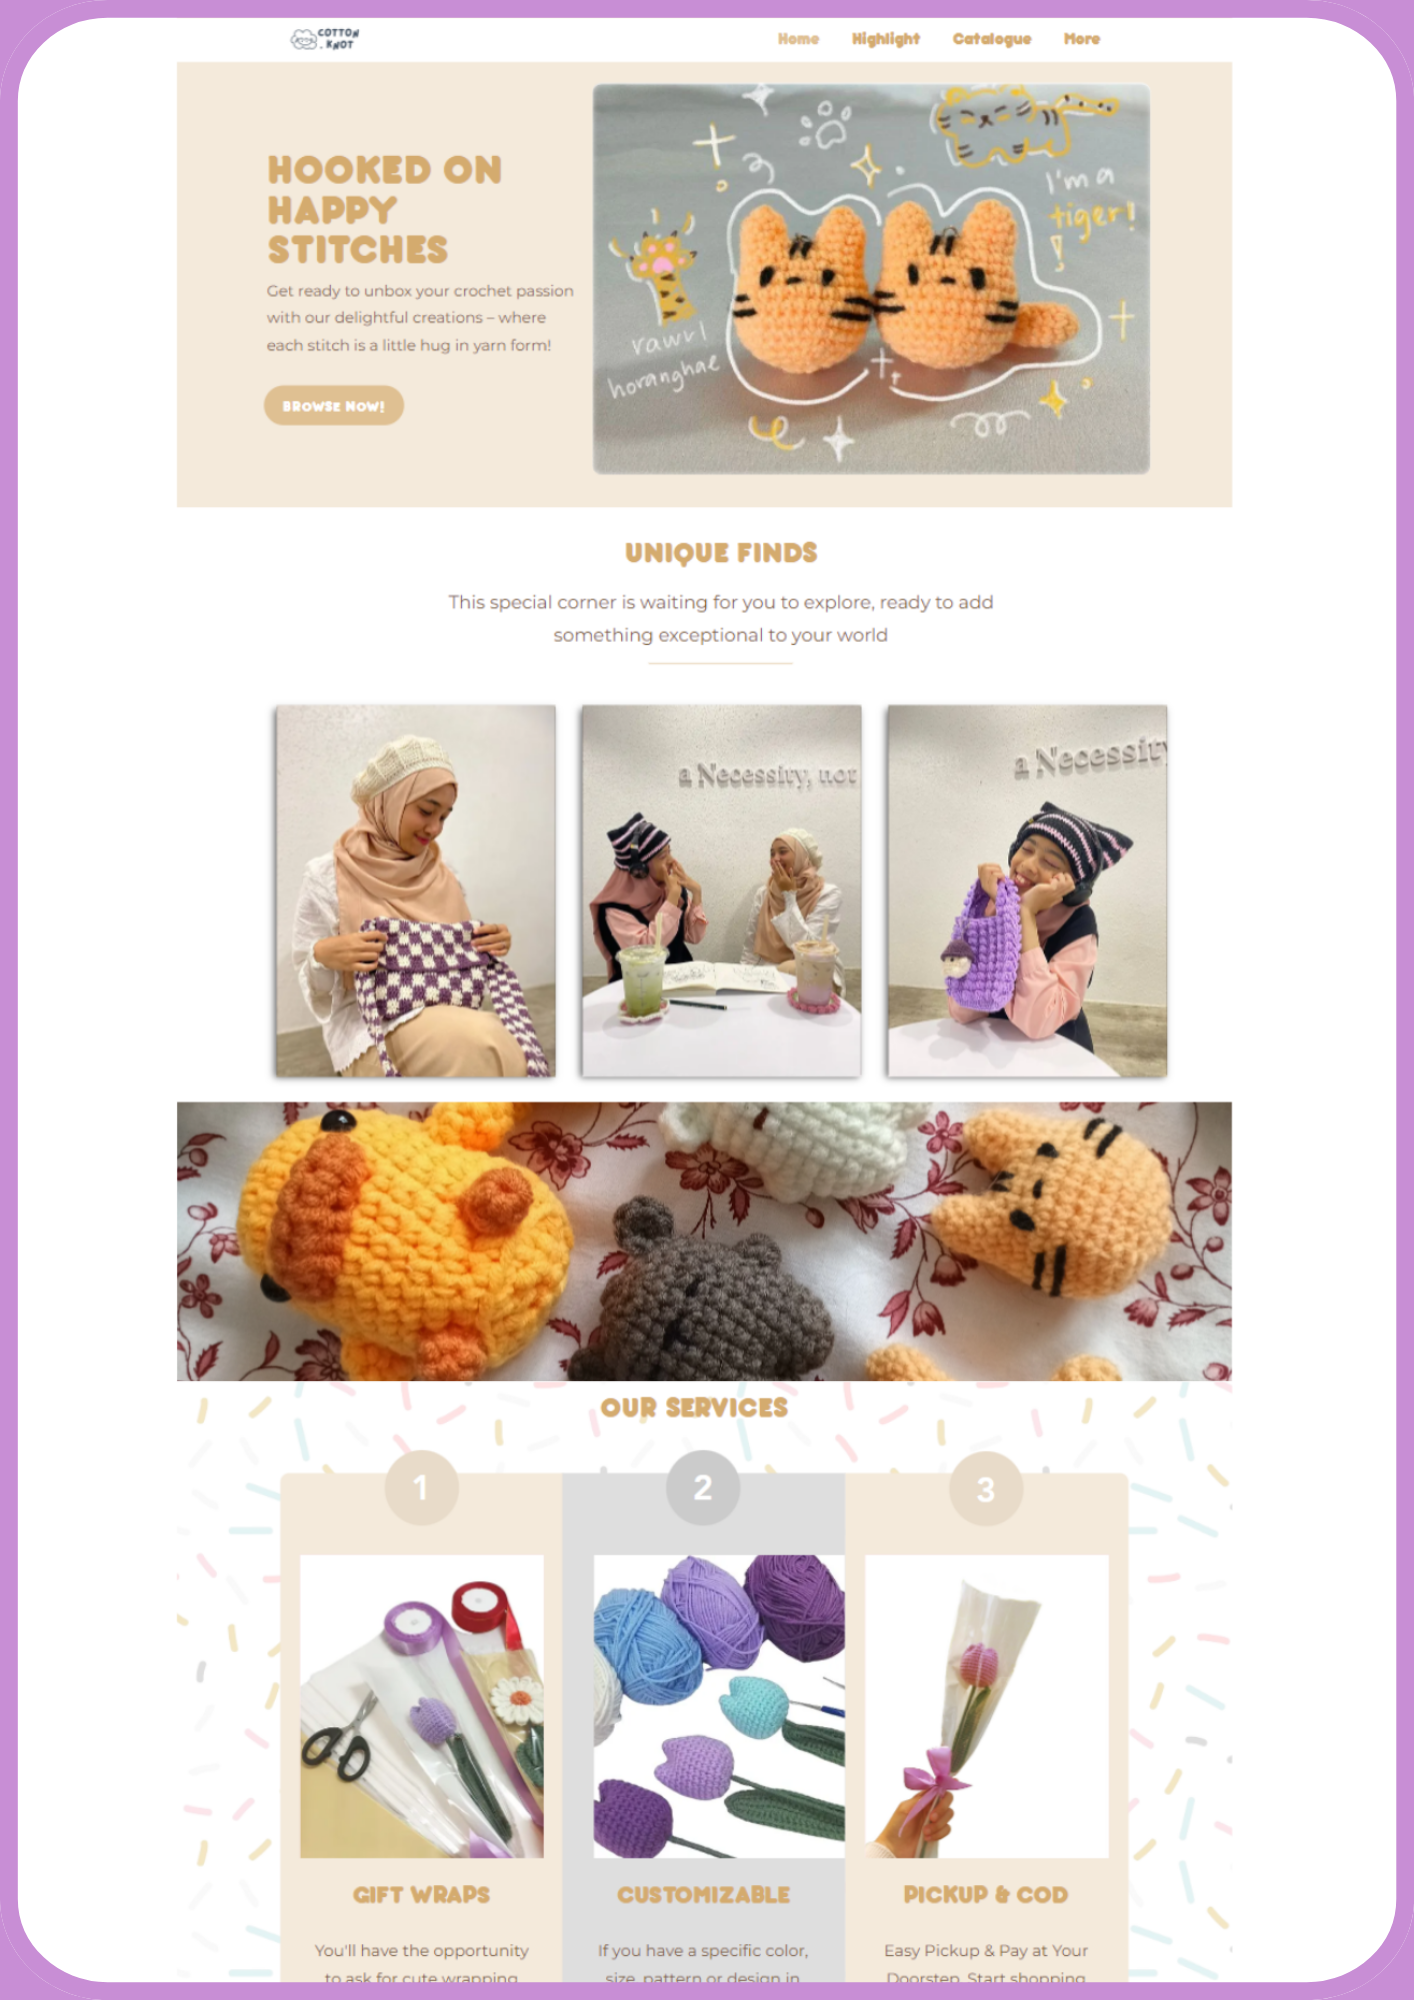 COTTON
. KNOT
Home Highlight Catalogue More
HOOKED ON
HAPPY
STITCHES
Get ready to unbox your crochet passion
with our delightful creations – where
each stitch is a little hug in yarn form!
BROWSE NOW!
I'm a
tiger!
rawr!
horanghae
UNIQUE FINDS
This special corner is waiting for you to explore, ready to add
something exceptional to your world
a Necessity, not
a Necessity
OUR SERVICES
1 2 3
GIFT WRAPS
You'll have the opportunity
to ask for cute wrapping
CUSTOMIZABLE
If you have a specific color,
size, pattern or design in
PICKUP & COD
Easy Pickup & Pay at Your
Doorstep. Start shopping